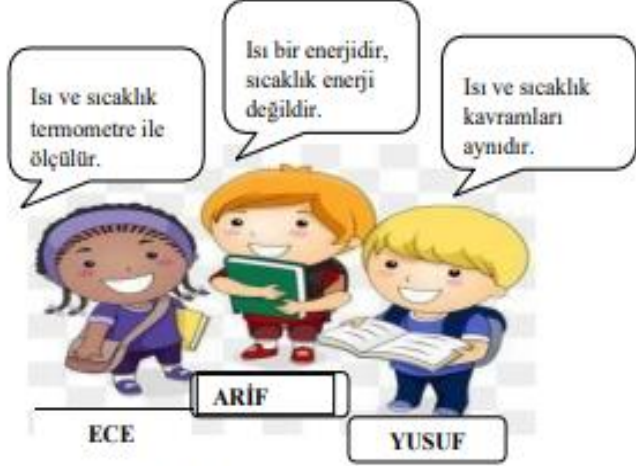 Isı ve sıcaklık
termometre ile
ölçülür.
Isı bir enerjidir,
sıcaklık enerji
değildir.
Isı ve sıcaklık
kavramları
aynıdır.
ECE
ARİF
YUSUF